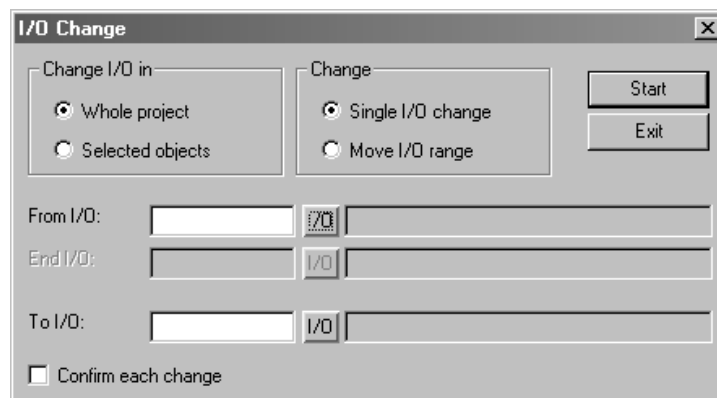 I/O Change
Change I/O in
Change
Whole project
Single I/O change
Start
Selected objects
Move I/O range
Exit
From I/O:
I/O
End I/O:
I/O
To I/O:
I/O
Confirm each change